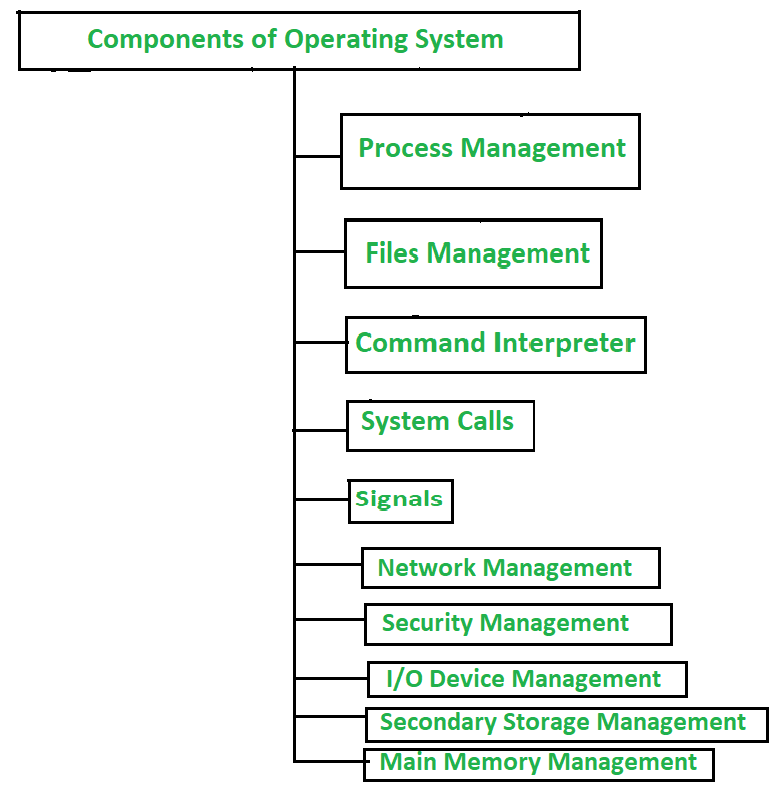 Components of Operating System
Process Management
Files Management
Command Interpreter
System Calls
Signals
Network Management
Security Management
I/O Device Management
Secondary Storage Management
Main Memory Management